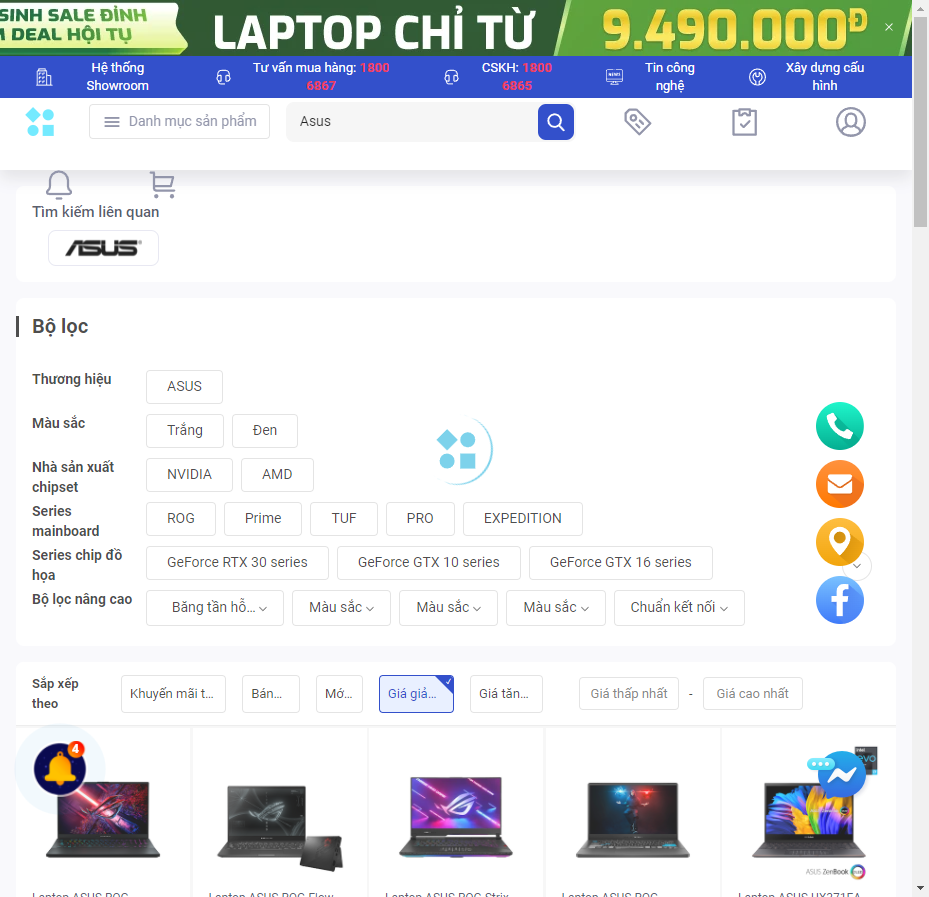 SINH SALE ĐỈNH
DEAL HỘI TỤ
LAPTOP CHỈ TỪ 9.490.000Đ
Hệ thống
Showroom
Tư vấn mua hàng: 1800
6867
CSKH: 1800
6865
NEWS
Tin công
nghệ
Xây dựng cấu
hình
Danh mục sản phẩm
Asus
Tìm kiếm liên quan
ASUS
Bộ lọc
Thương hiệu
ASUS
Màu sắc
Trắng
Đen
Nhà sản xuất
chipset
NVIDIA
AMD
Series
mainboard
ROG
Prime
TUF
PRO
EXPEDITION
Series chip đồ
họa
GeForce RTX 30 series
GeForce GTX 10 series
GeForce GTX 16 series
Bộ lọc nâng cao
Băng tần hỗ...
Màu sắc
Màu sắc
Màu sắc
Chuẩn kết nối
Sắp xếp
theo
Khuyến mãi t...
Bán...
Mớ...
Giá giả...
Giá tăn...
Giá thấp nhất
-
Giá cao nhất
4
intel
evo
ASUS ZenBook
Laptop ASUS ROG
Laptop ASUS ROG Flow
Laptop ASUS ROG Strix
Laptop ASUS ROG
Laptop ASUS UX371EA